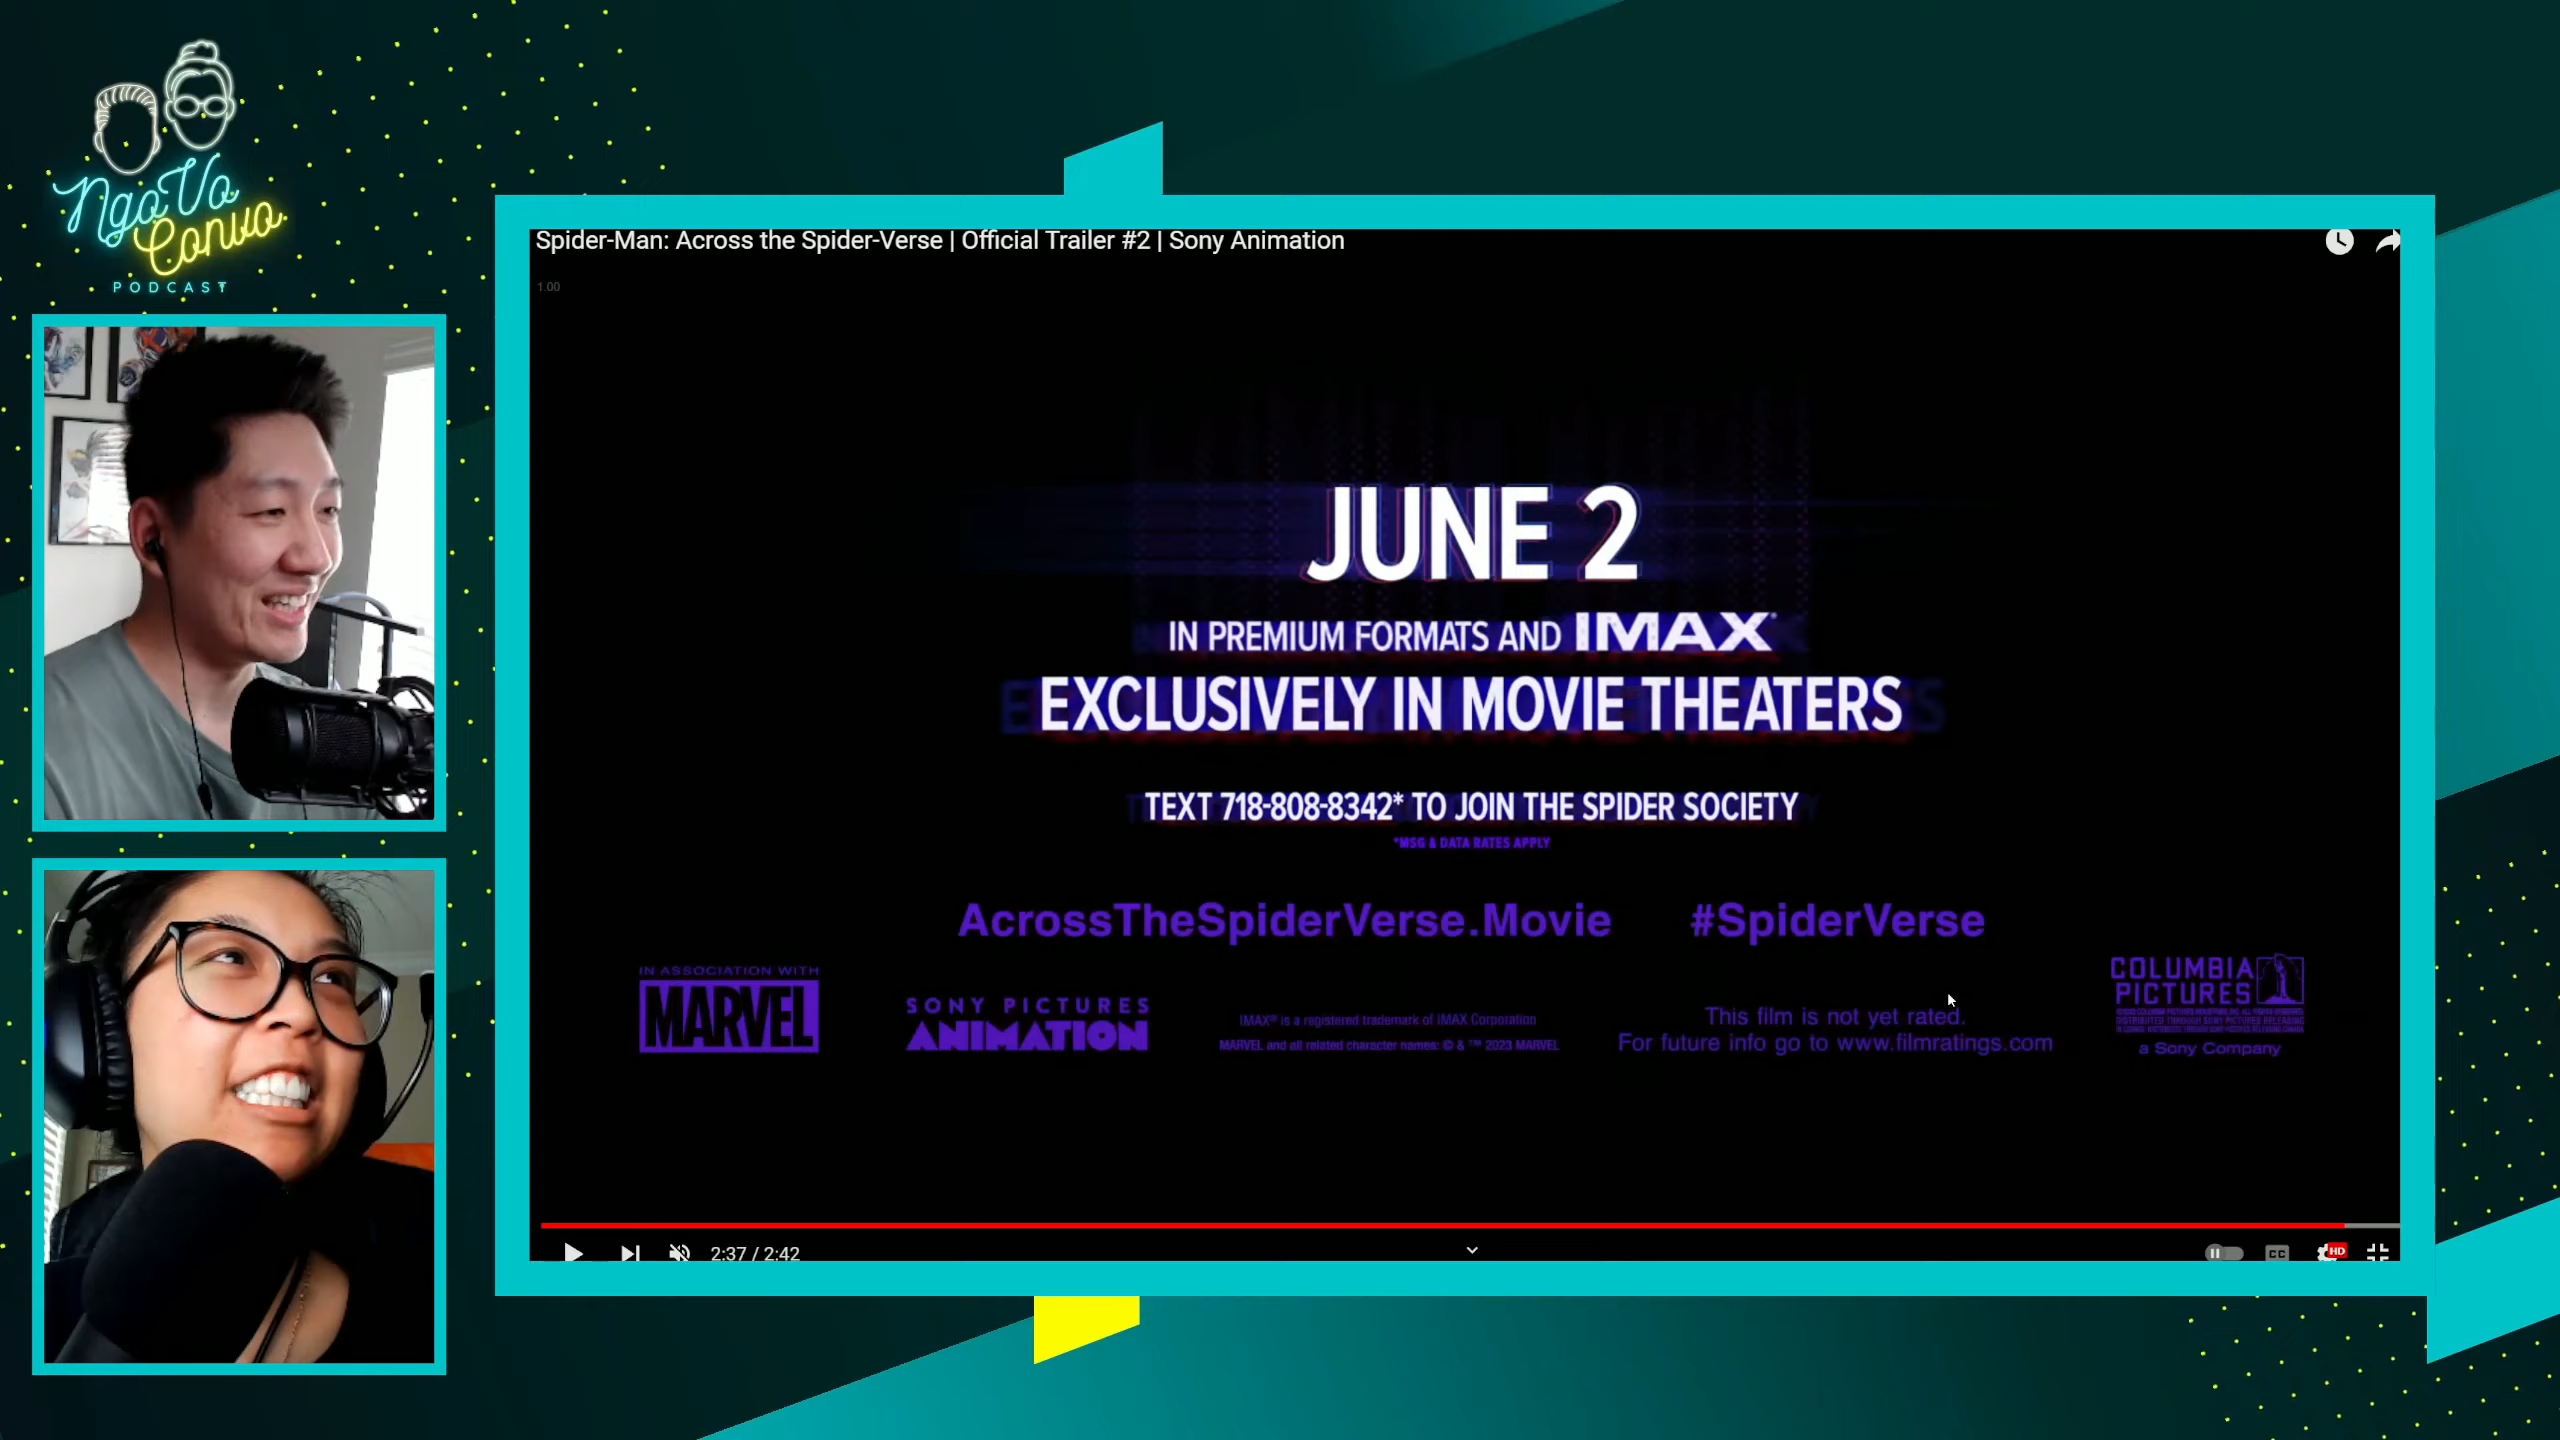 NgoVo
Convo
PODCAST
Spider-Man: Across the Spider-Verse | Official Trailer #2 | Sony Animation
1.00
JUNE 2
IN PREMIUM FORMATS AND IMAX®
EXCLUSIVELY IN MOVIE THEATERS
TEXT 718-808-8342* TO JOIN THE SPIDER SOCIETY
*MSG & DATA RATES APPLY
AcrossTheSpiderVerse.Movie #SpiderVerse
IN ASSOCIATION WITH
MARVEL
SONY PICTURES
ANIMATION
IMAX® is a registered trademark of IMAX Corporation
MARVEL and all related character names: © & ™ 2023 MARVEL
This film is not yet rated.
For future info go to www.filmratings.com
COLUMBIA
PICTURES
a Sony Company
2:37 / 2:42
CC
HD